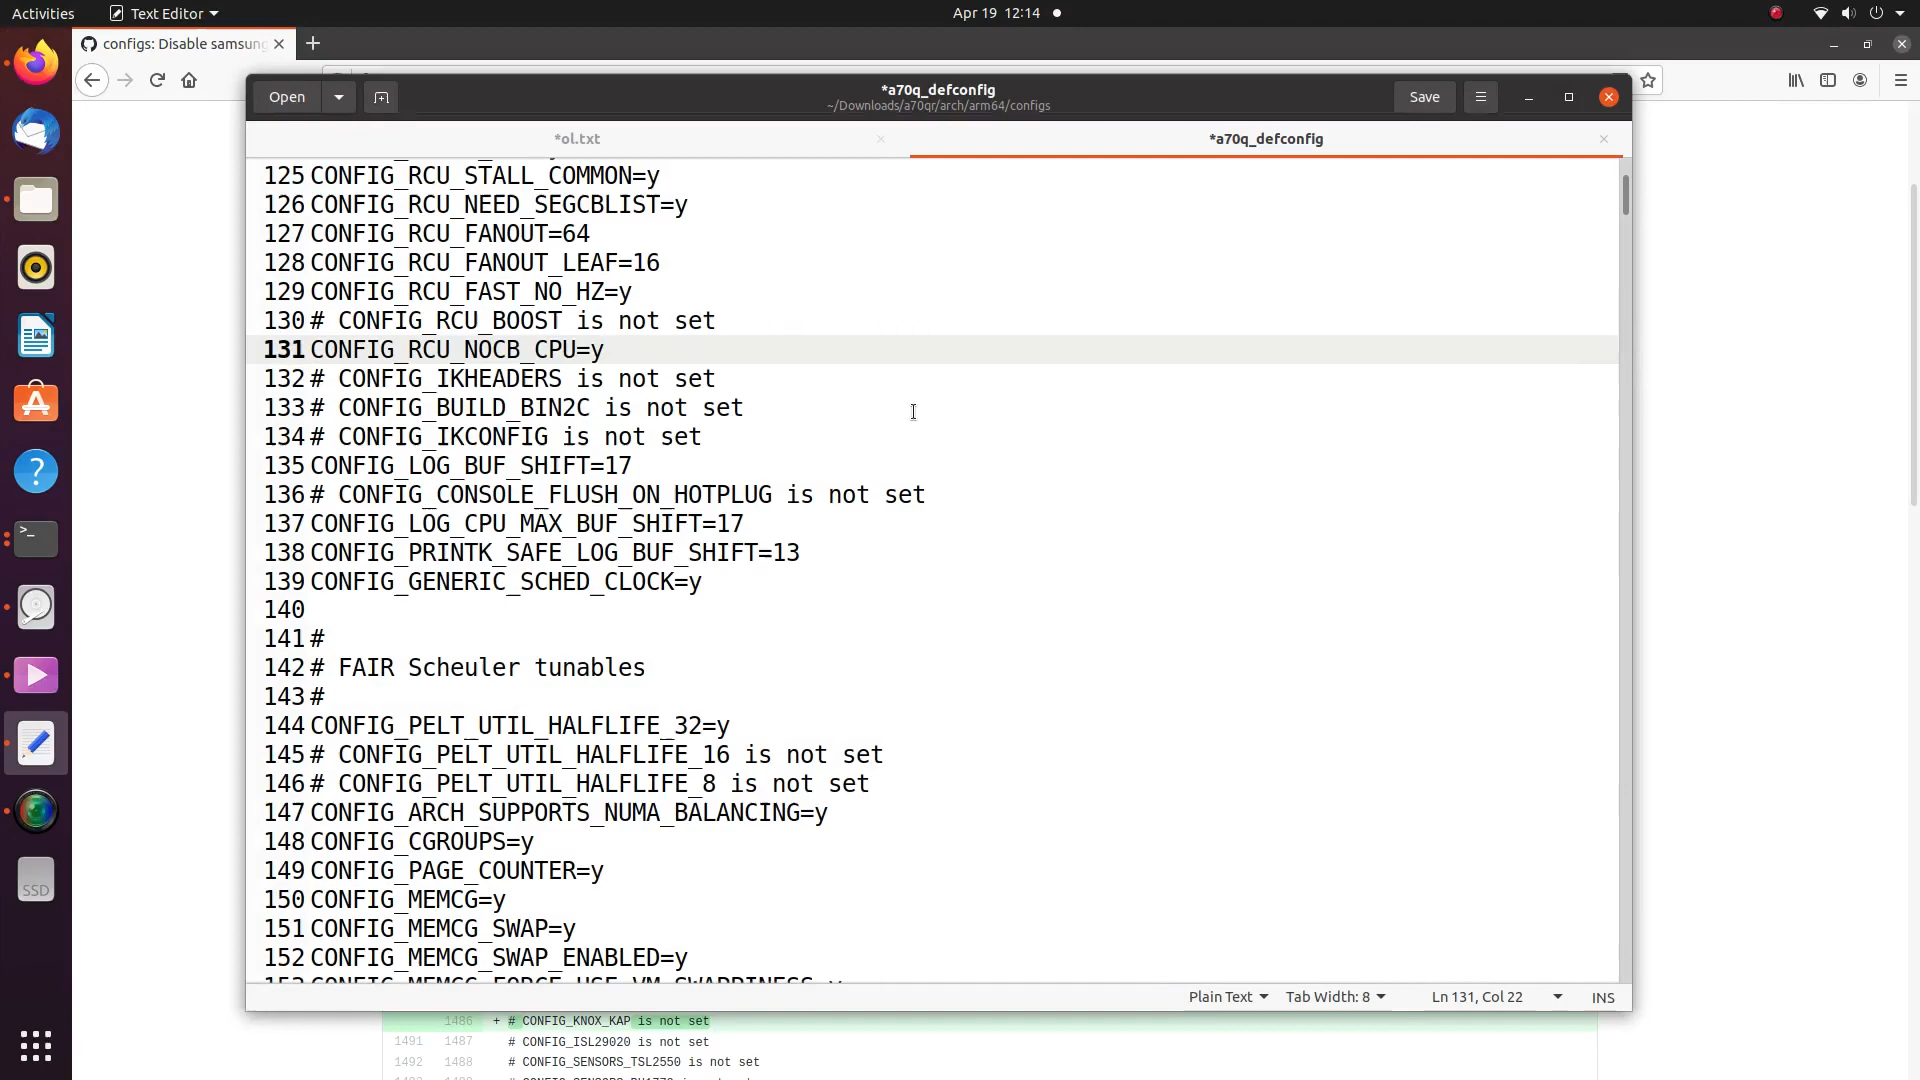 Activities
Text Editor
Apr 19 12:14
configs: Disable samsung
Open
*a70q_defconfig
~/Downloads/a70qr/arch/arm64/configs
Save
*ol.txt
*a70q_defconfig
125 CONFIG_RCU_STALL_COMMON=y
126 CONFIG_RCU_NEED_SEGCBLIST=y
127 CONFIG_RCU_FANOUT=64
128 CONFIG_RCU_FANOUT_LEAF=16
129 CONFIG_RCU_FAST_NO_HZ=y
130 # CONFIG_RCU_BOOST is not set
131 CONFIG_RCU_NOCB_CPU=y
132 # CONFIG_IKHEADERS is not set
133 # CONFIG_BUILD_BIN2C is not set
134 # CONFIG_IKCONFIG is not set
135 CONFIG_LOG_BUF_SHIFT=17
136 # CONFIG_CONSOLE_FLUSH_ON_HOTPLUG is not set
137 CONFIG_LOG_CPU_MAX_BUF_SHIFT=17
138 CONFIG_PRINTK_SAFE_LOG_BUF_SHIFT=13
139 CONFIG_GENERIC_SCHED_CLOCK=y
140
141 #
142 # FAIR Scheuler tunables
143 #
144 CONFIG_PELT_UTIL_HALFLIFE_32=y
145 # CONFIG_PELT_UTIL_HALFLIFE_16 is not set
146 # CONFIG_PELT_UTIL_HALFLIFE_8 is not set
147 CONFIG_ARCH_SUPPORTS_NUMA_BALANCING=y
148 CONFIG_CGROUPS=y
149 CONFIG_PAGE_COUNTER=y
150 CONFIG_MEMCG=y
151 CONFIG_MEMCG_SWAP=y
152 CONFIG_MEMCG_SWAP_ENABLED=y
153 CONFIG_MEMCG_FORCE_USE_VM_SWAPPINESS=y
Plain Text
Tab Width: 8
Ln 131, Col 22
INS
SSD
1486 + # CONFIG_KNOX_KAP is not set
1491 1487 # CONFIG_ISL29020 is not set
1492 1488 # CONFIG_SENSORS_TSL2550 is not set